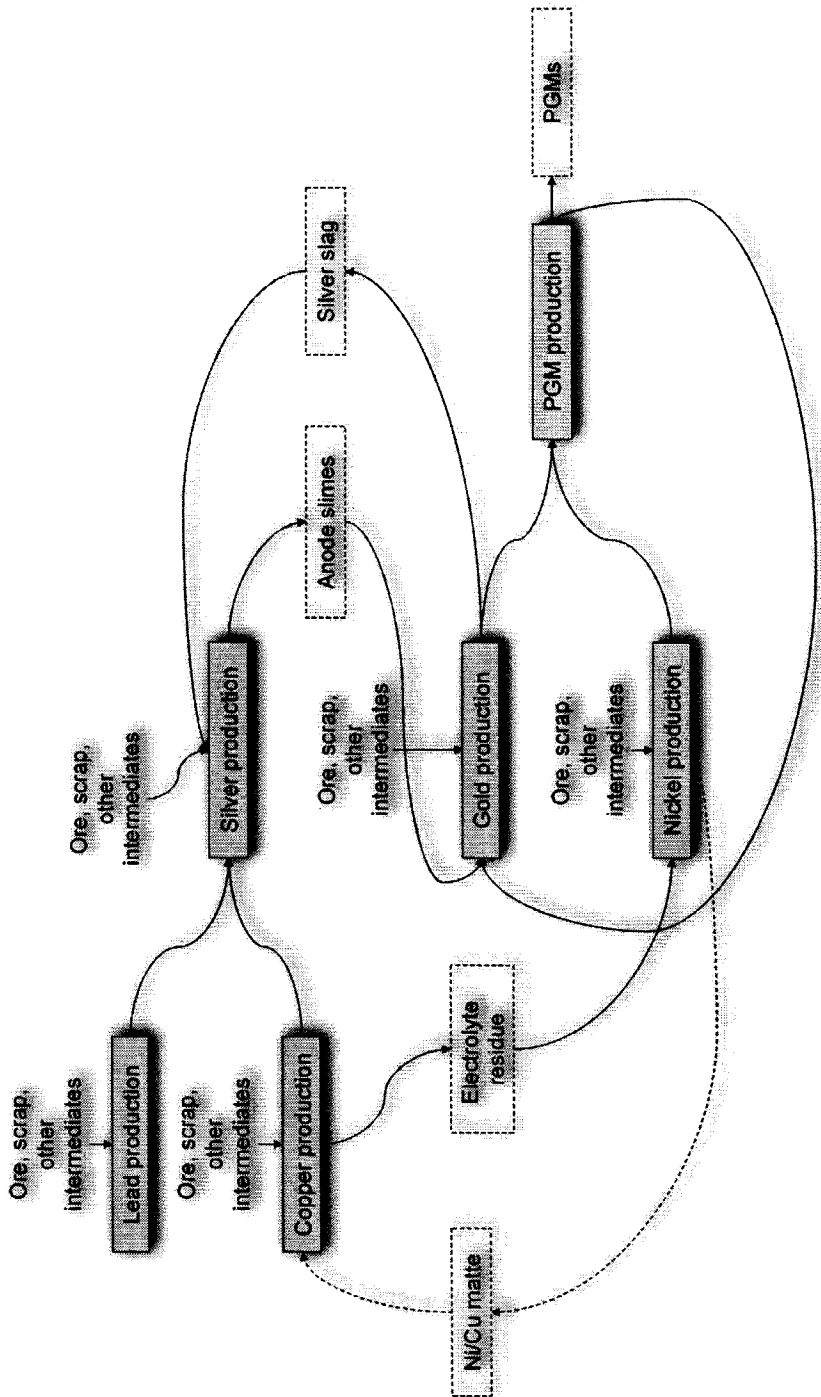 Ore, scrap,
other
intermediates
Lead production
Ore, scrap,
other
intermediates
Copper production
Ni/Cu matte
Electrolyte
residue
Ore, scrap,
other
intermediates
Silver production
Ore, scrap,
other
intermediates
Gold production
Ore, scrap,
other
intermediates
Nickel production
Anode slimes
Silver slag
PGM production
PGMs